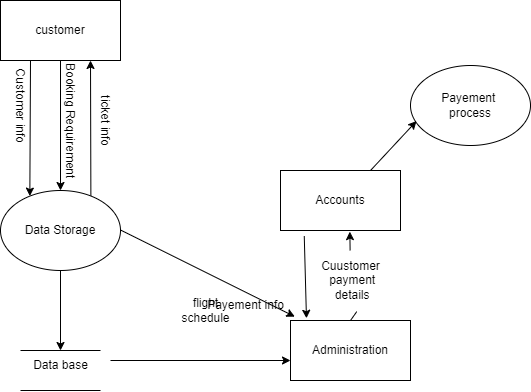 customer
Customer info
Booking Requirement
ticket info
Payement
process
Data Storage
Accounts
Cuustomer
payment
details
flight
schedule
Payement info
Data base
Administration